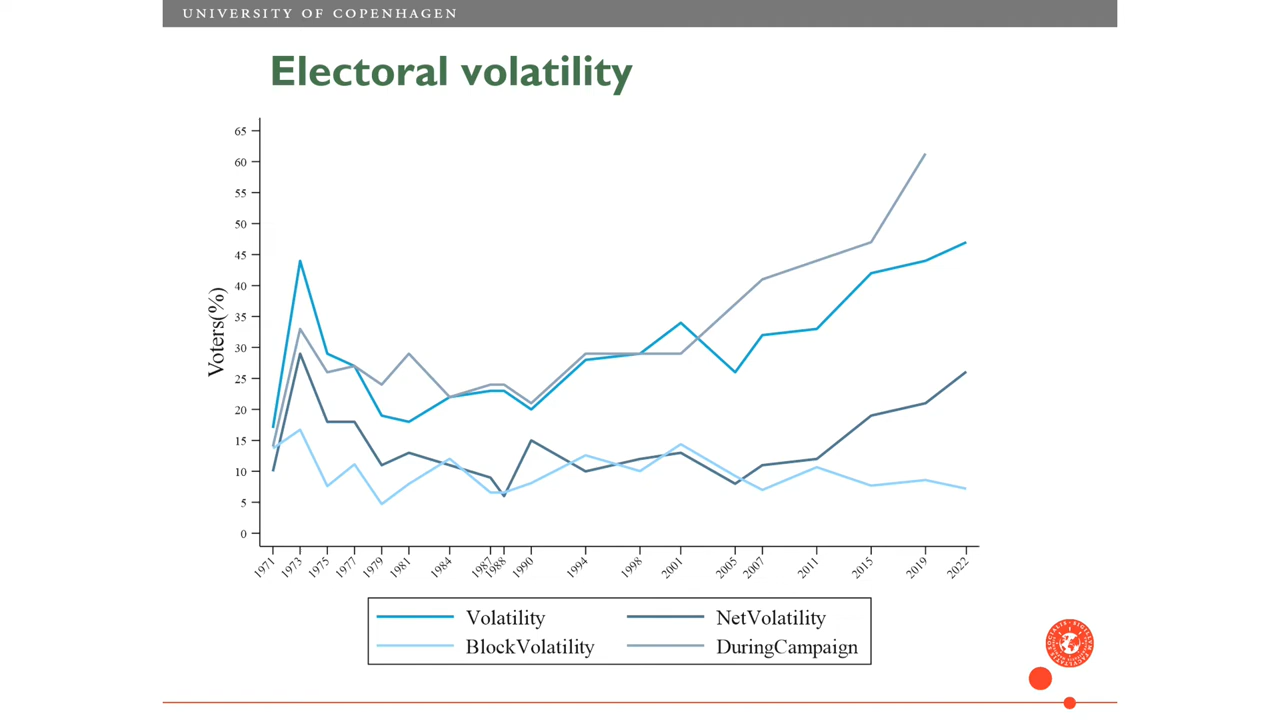 UNIVERSITY OF COPENHAGEN
Electoral volatility
Voters(%)
65
60
55
50
45
40
35
30
25
20
15
10
5
0
1971 1973 1975 1977 1979 1981 1984 1987 1988 1990 1994 1998 2001 2005 2007 2011 2015 2019 2022
Volatility NetVolatility
BlockVolatility DuringCampaign